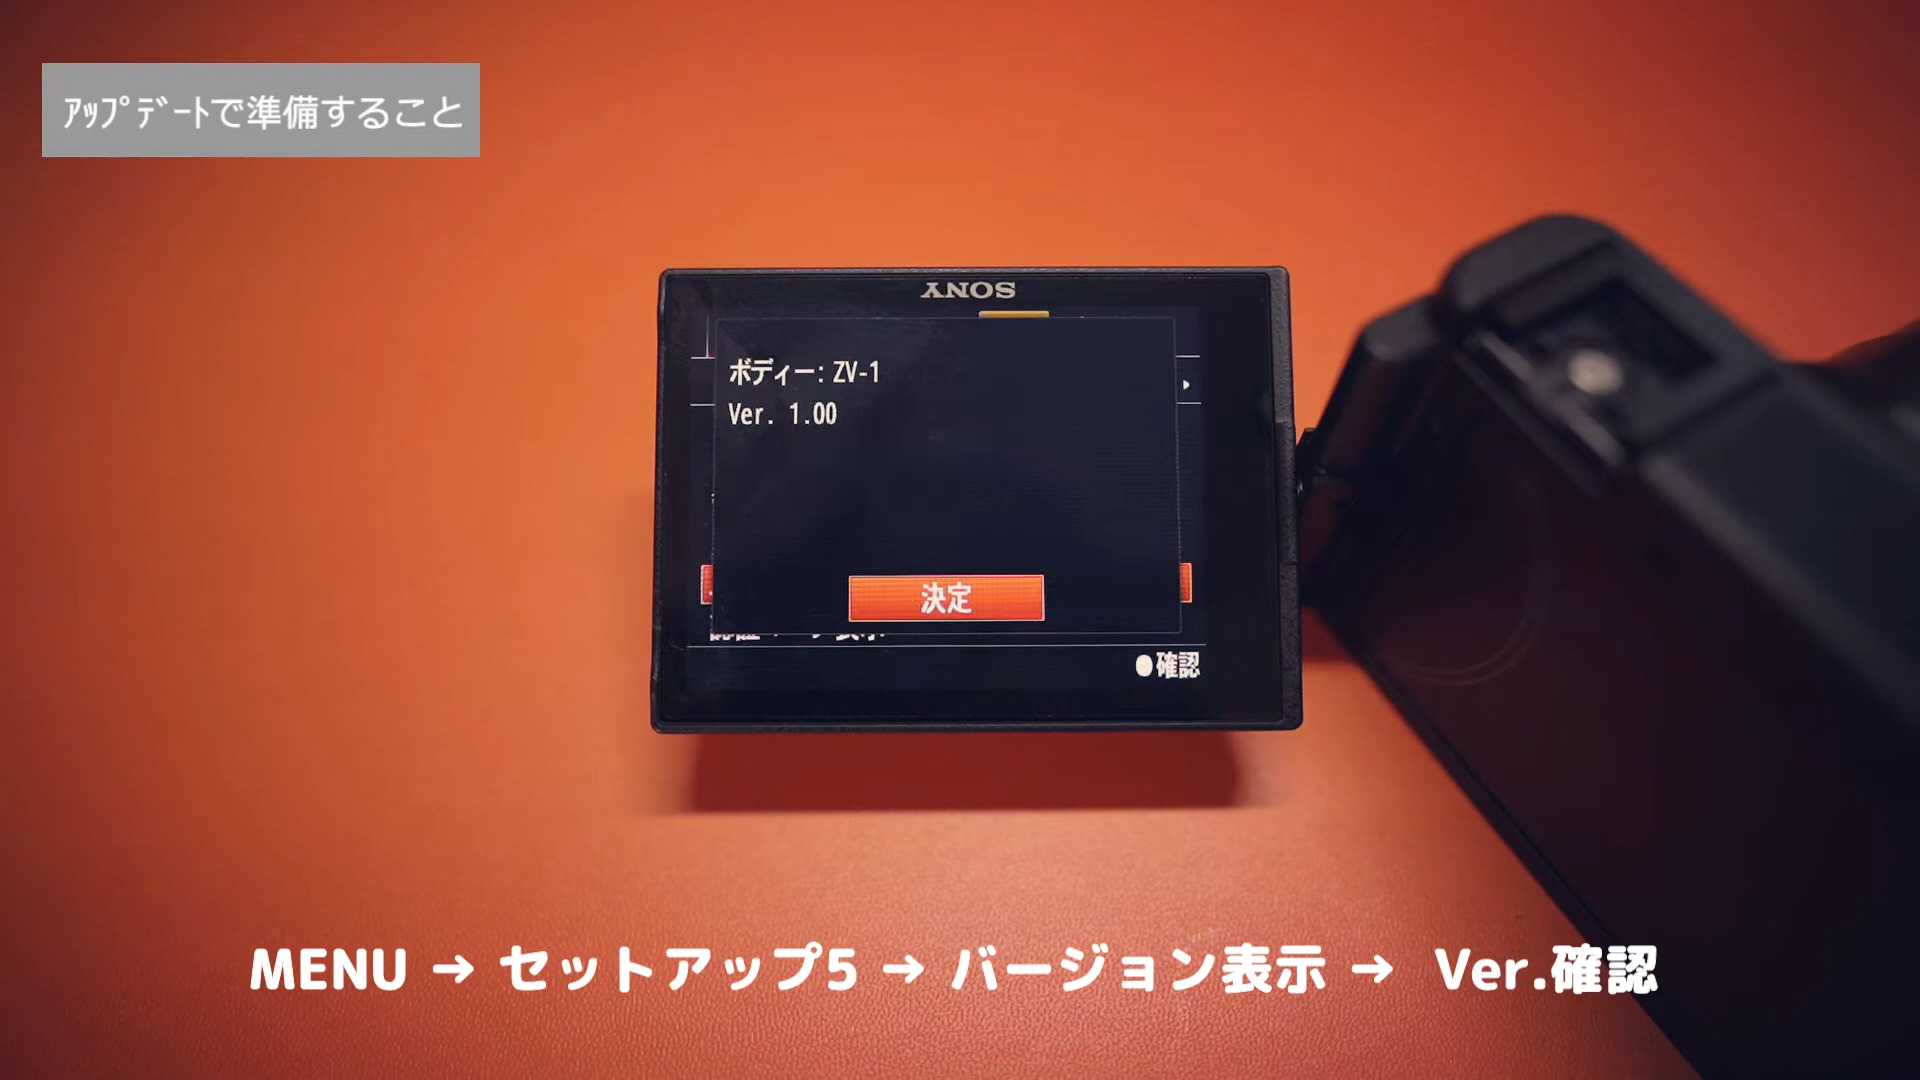 ｱｯﾌﾟﾃﾞｰﾄで準備すること
SONY
ボディー: ZV-1
Ver. 1.00
決定
確認
MENU → セットアップ5 → バージョン表示 → Ver.確認